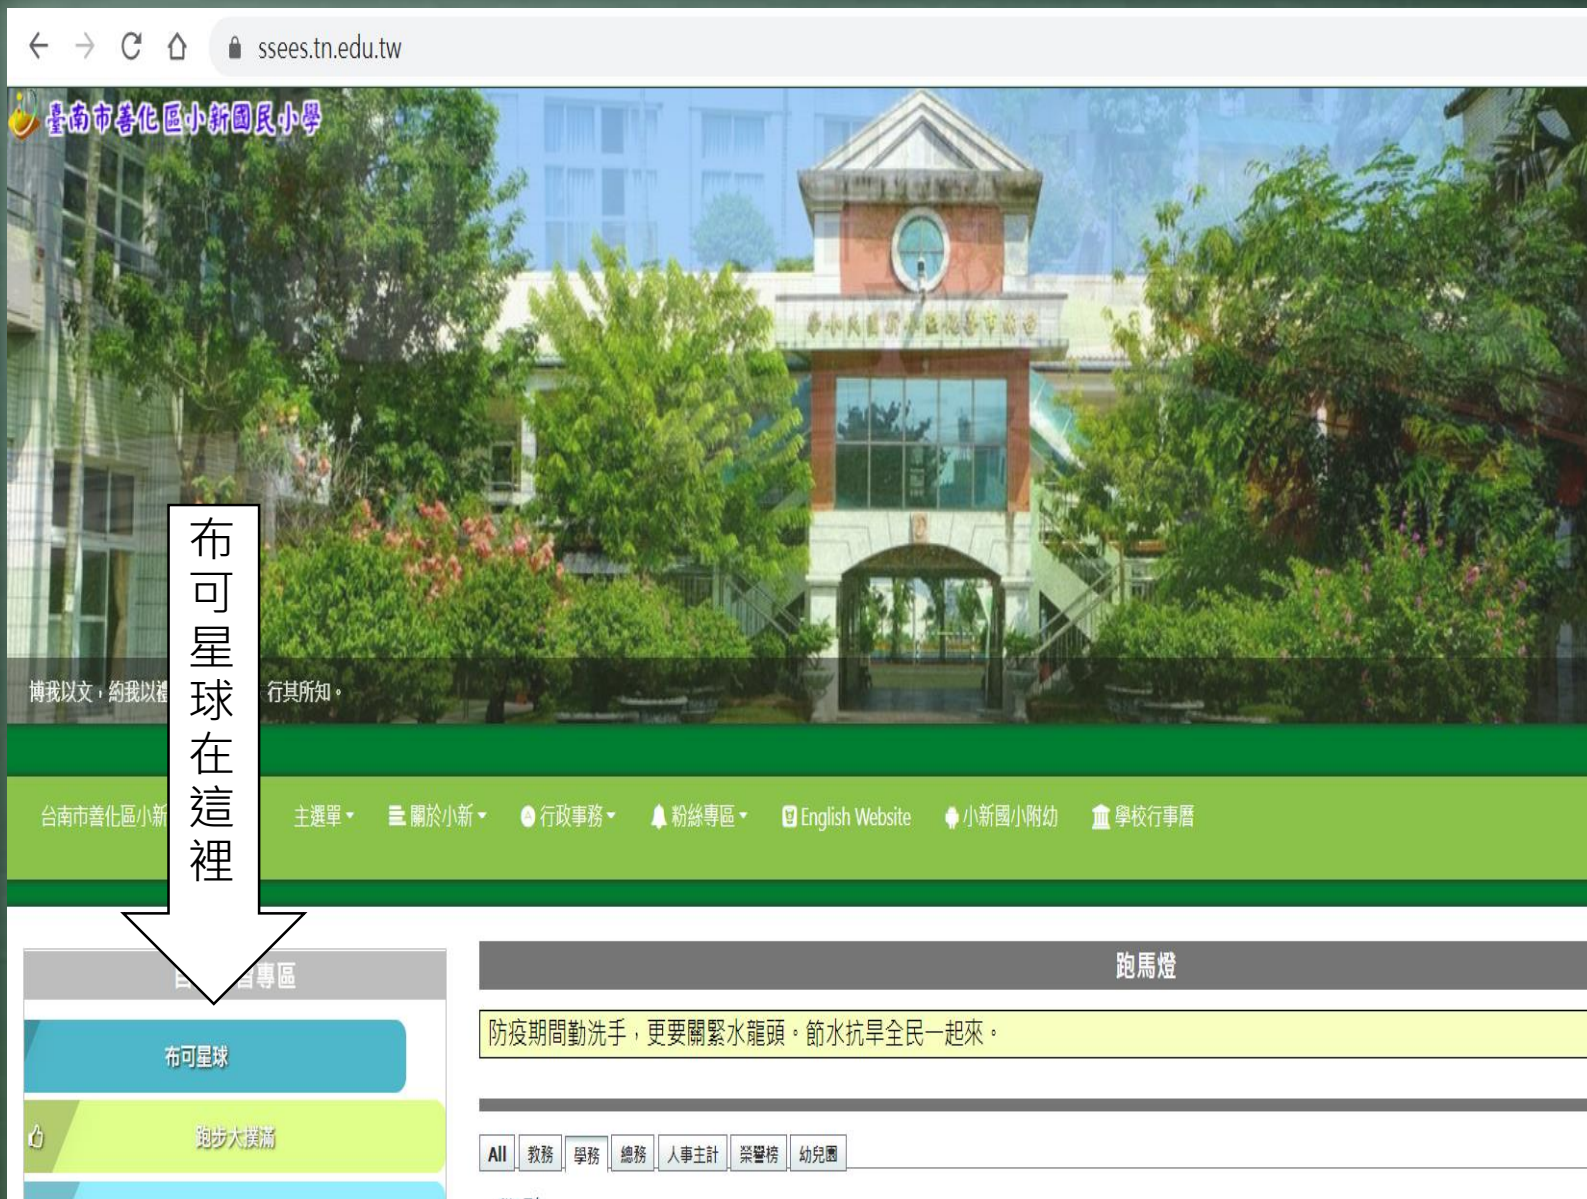 ssees.tn.edu.tw
臺南市善化區小新國民小學
布可星球在這裡
博我以文，約我以禮
行其所知。
台南市善化區小新
主選單
關於小新
行政事務
粉絲專區
English Website
小新國小附幼
學校行事曆
專區
布可星球
跑步大撲滿
跑馬燈
防疫期間勤洗手，更要關緊水龍頭。節水抗旱全民一起來。
All 教務 學務 總務 人事主計 榮譽榜 幼兒園